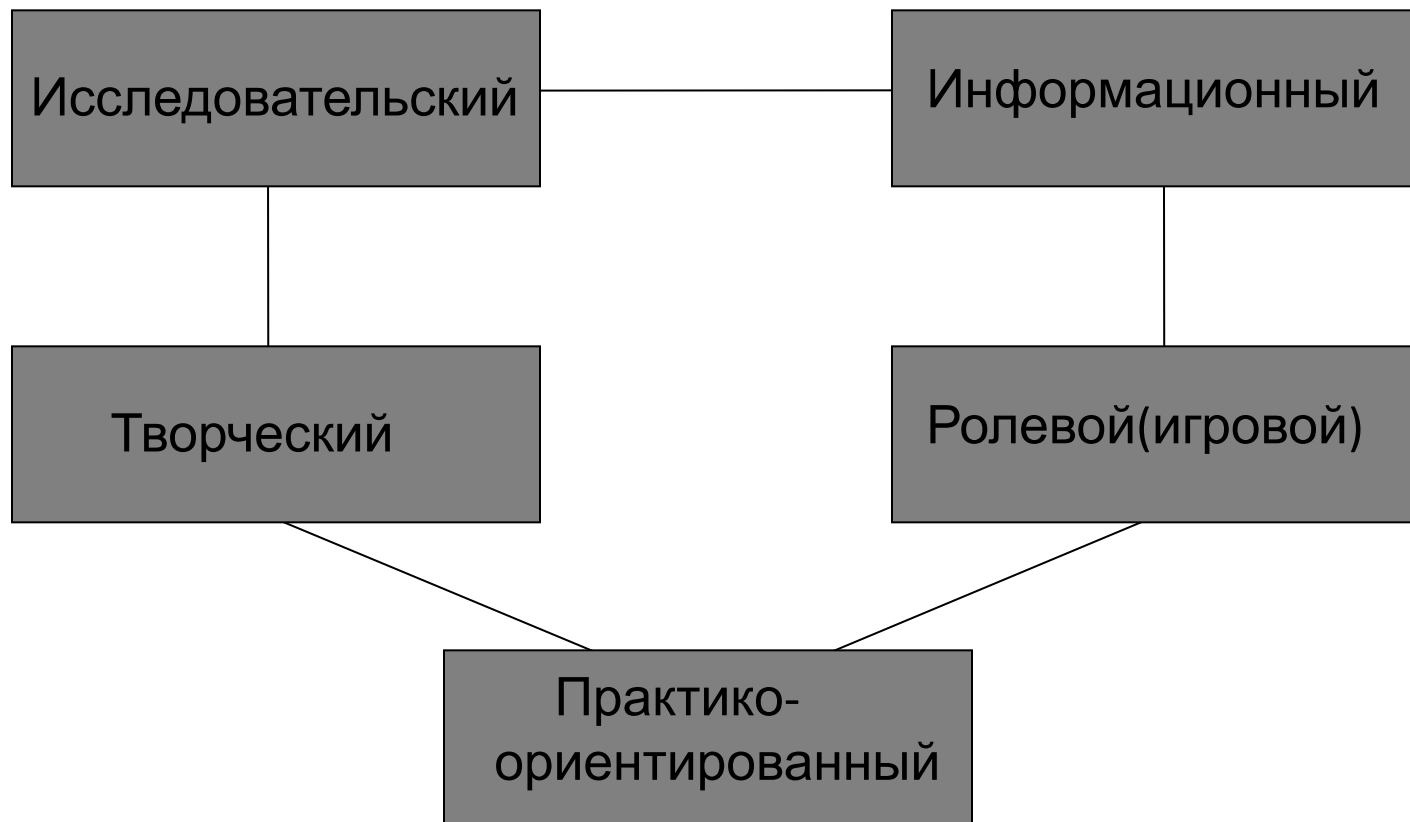 Исследовательский
Информационный
Творческий
Ролевой(игровой)
Практико-
ориентированный